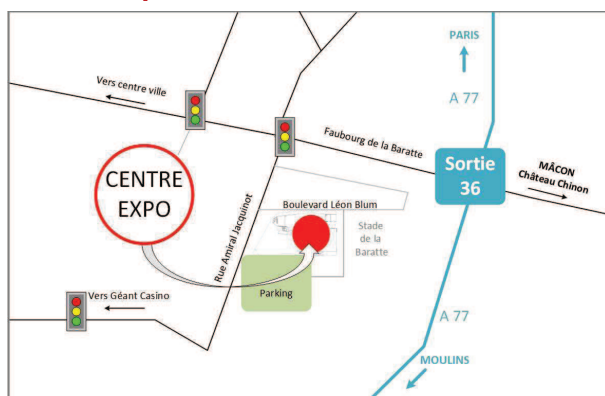 PARIS
Vers centre ville
A 77
Faubourg de la Baratte
Sortie
36
MÂCON
Château Chinon
CENTRE
EXPO
Boulevard Léon Blum
Stade
de la
Baratte
Rue Amiral Jacquinot
Parking
Vers Géant Casino
A 77
MOULINS